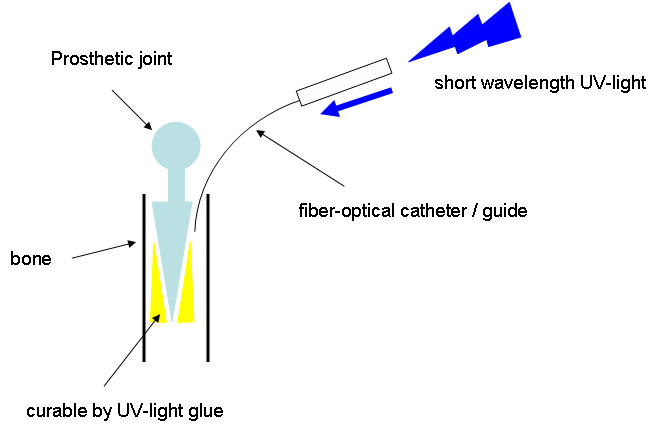 Prosthetic joint
short wavelength UV-light
fiber-optical catheter / guide
bone
curable by UV-light glue